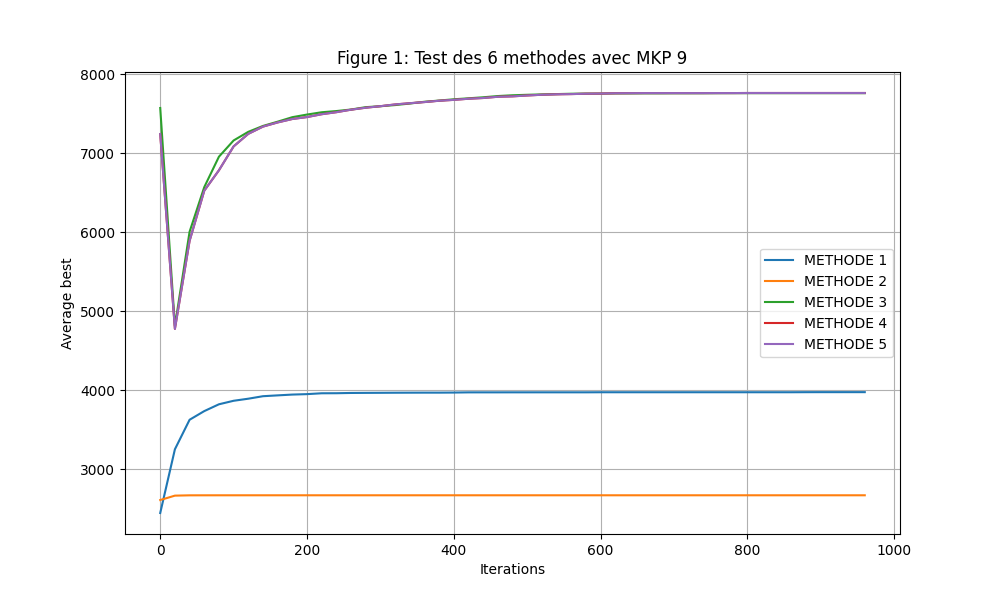 Figure 1: Test des 6 methodes avec MKP 9
8000
7000
6000
5000
4000
3000
Average best
METHODE 1
METHODE 2
METHODE 3
METHODE 4
METHODE 5
0 200 400 600 800 1000
Iterations